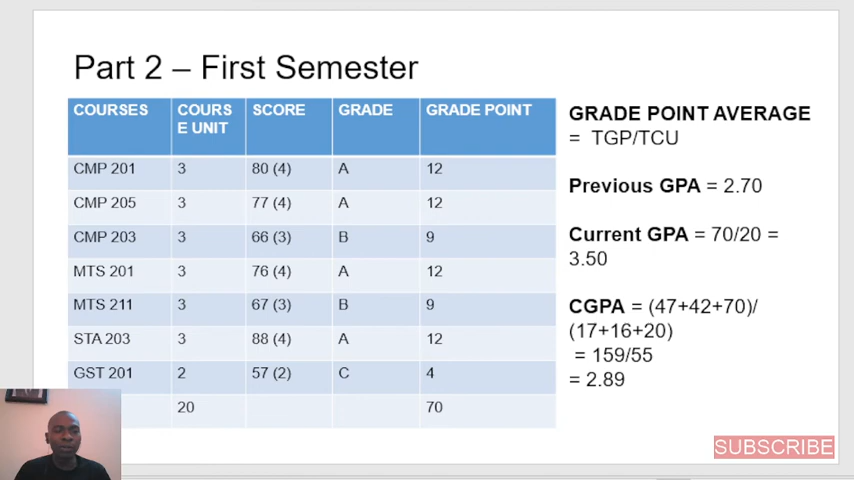 Part 2 – First Semester
COURSES COURS E UNIT SCORE GRADE GRADE POINT
CMP 201 3 80 (4) A 12
CMP 205 3 77 (4) A 12
CMP 203 3 66 (3) B 9
MTS 201 3 76 (4) A 12
MTS 211 3 67 (3) B 9
STA 203 3 88 (4) A 12
GST 201 2 57 (2) C 4
20 70
GRADE POINT AVERAGE
= TGP/TCU
Previous GPA = 2.70
Current GPA = 70/20 =
3.50
CGPA = (47+42+70)/
(17+16+20)
= 159/55
= 2.89
SUBSCRIBE